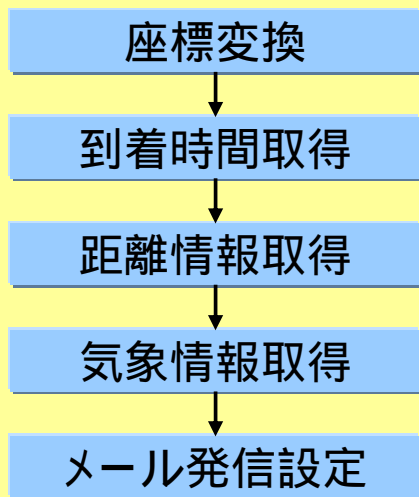 座標変換
到着時間取得
距離情報取得
気象情報取得
メール発信設定